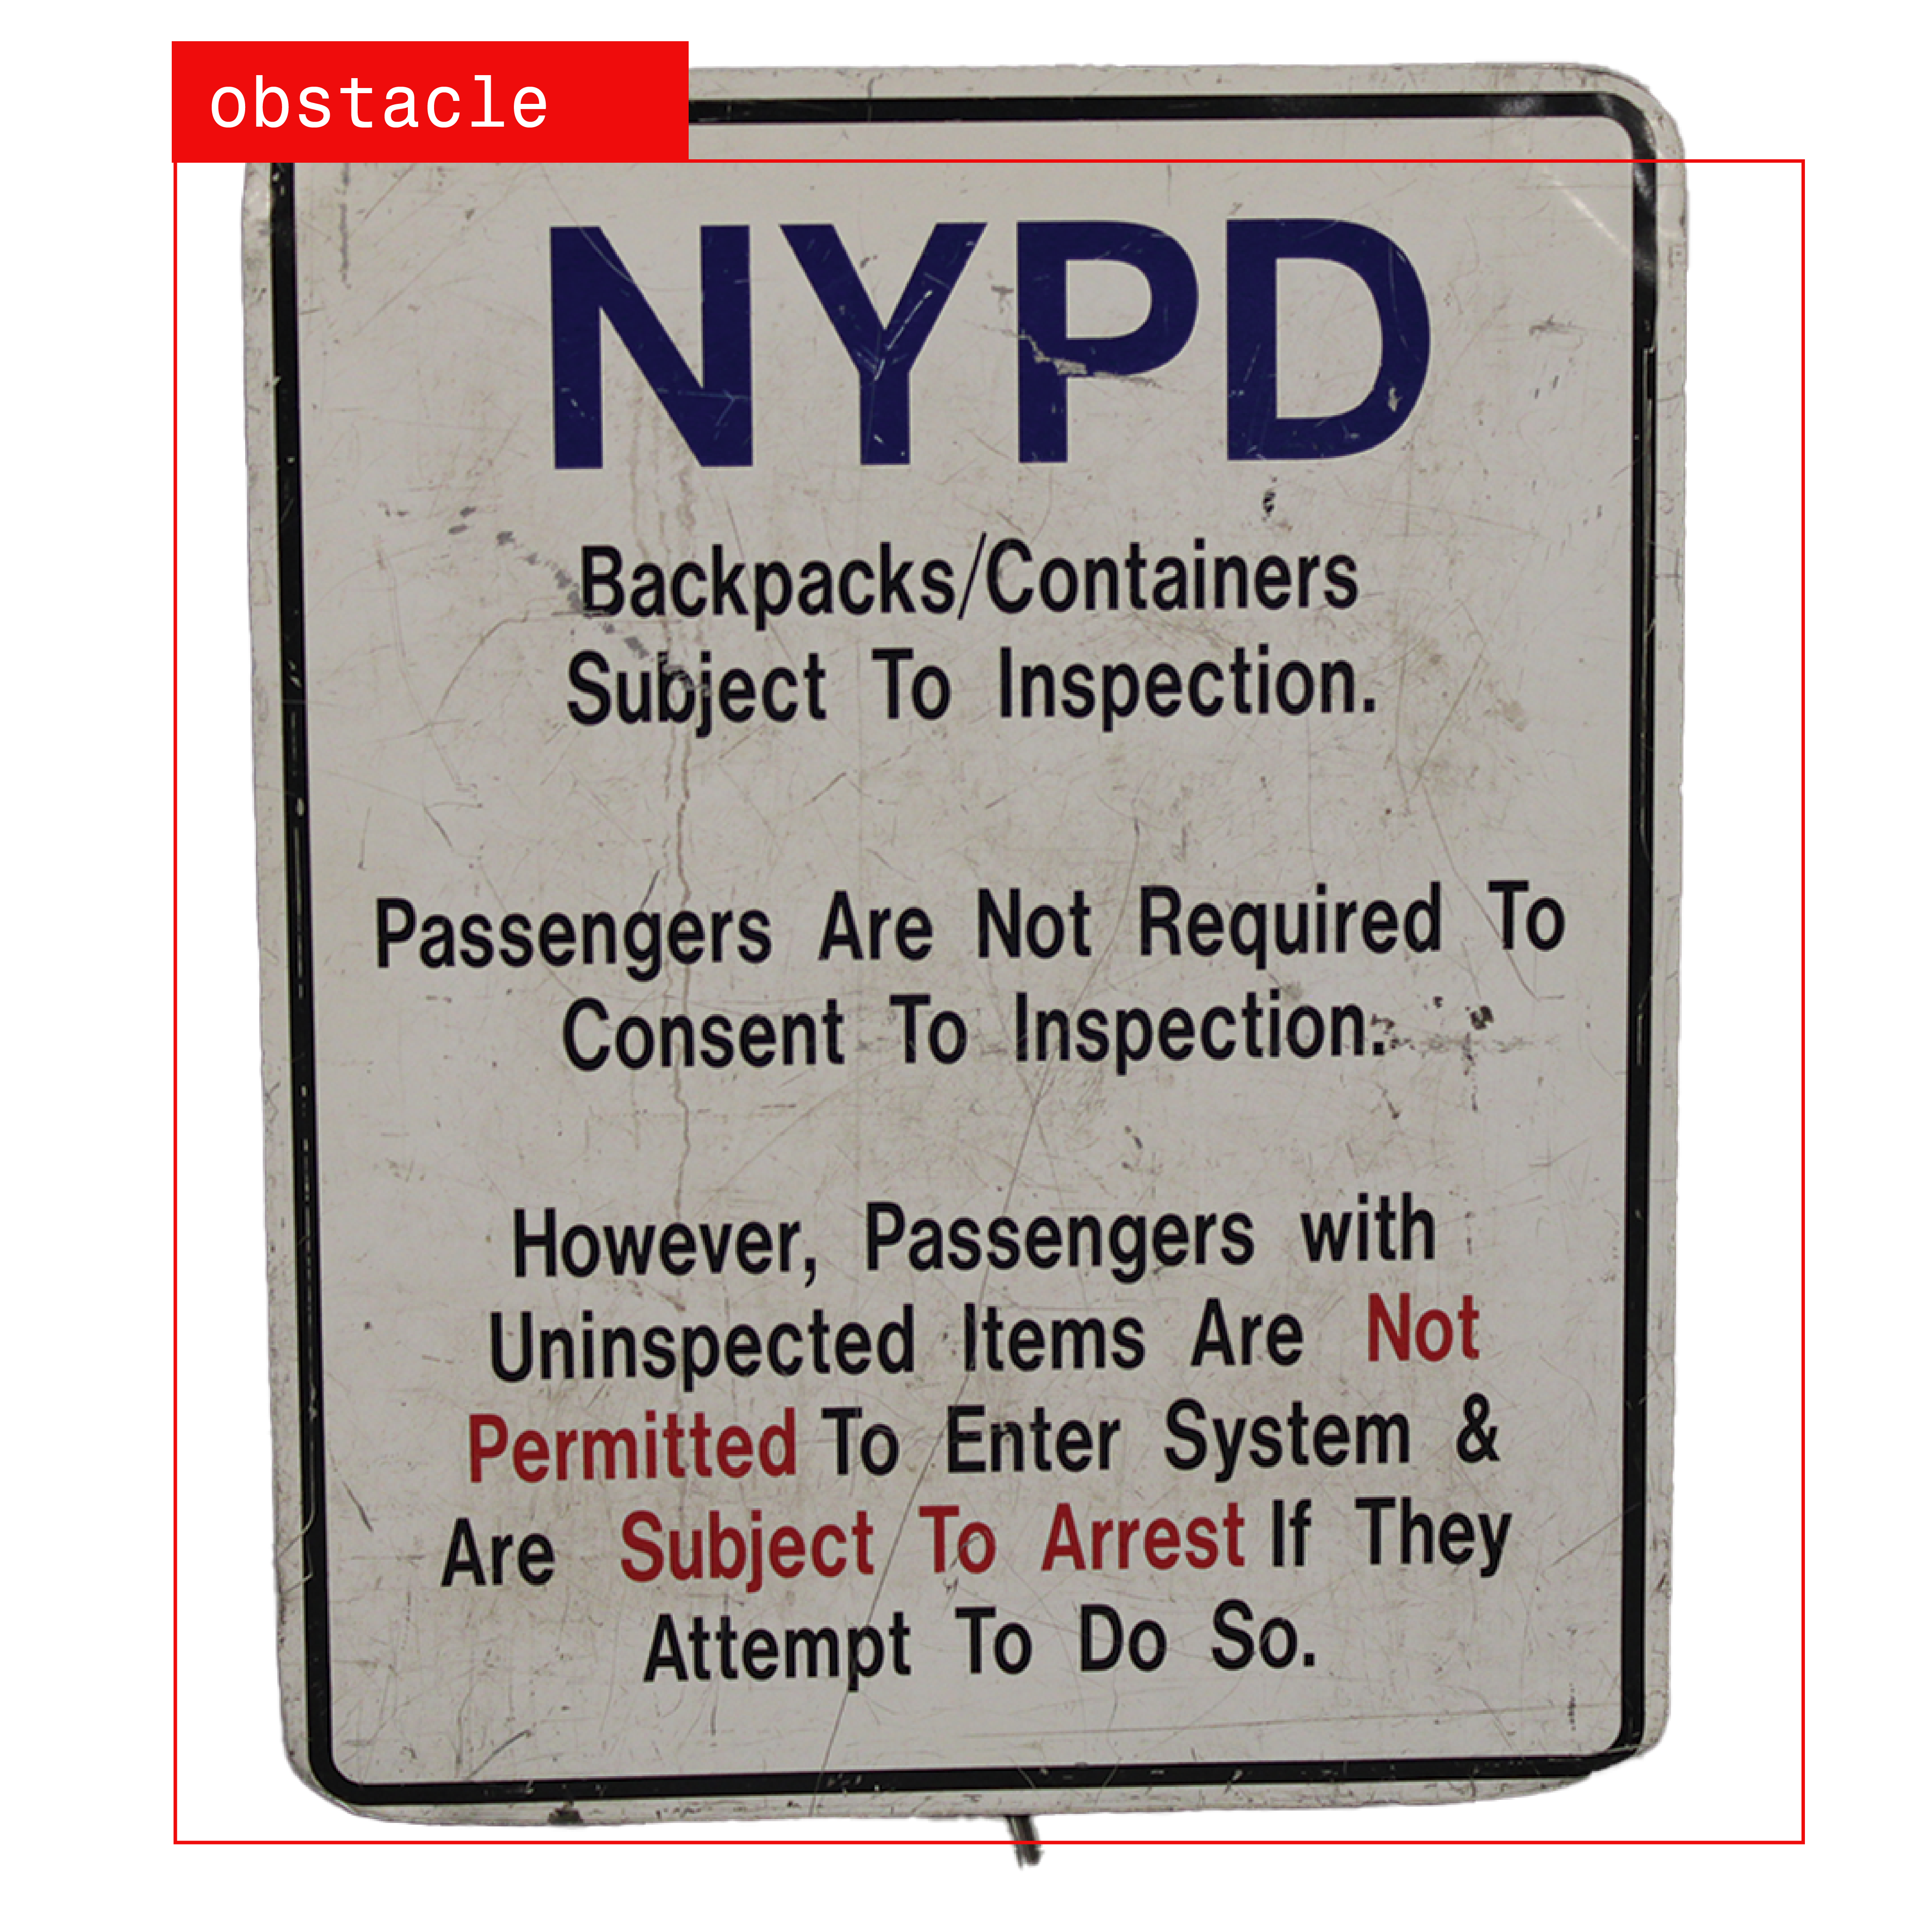 obstacle
NYPD
Backpacks/Containers
Subject To Inspection.
Passengers Are Not Required To
Consent To Inspection.
However, Passengers with
Uninspected Items Are Not
Permitted To Enter System &
Are Subject To Arrest If They
Attempt To Do So.